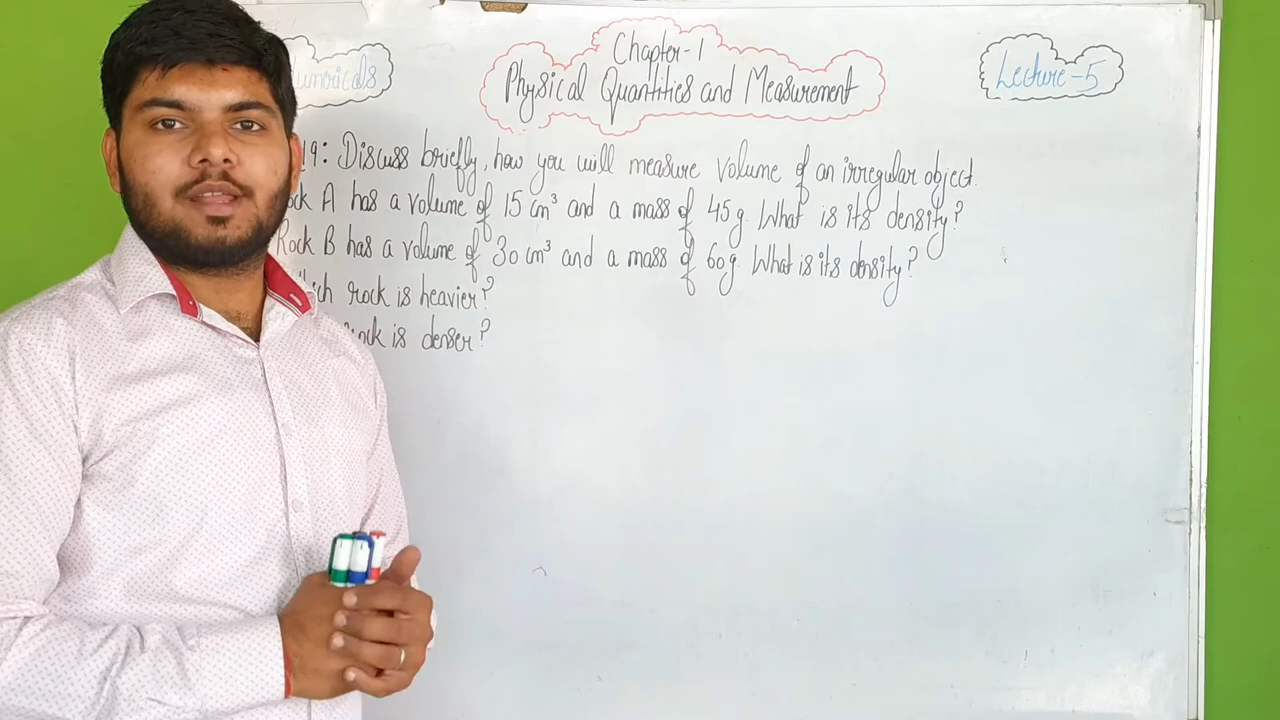 umericals
Chapter-1
Physical Quantities and Measurement
Lecture-5
19: Discuss briefly, how you will measure volume of an irregular object.
ock A has a volume of 15 cm³ and a mass of 45g. What is its density?
Rock B has a volume of 30 cm³ and a mass of 60g. What is its density?
ich rock is heavier?
ock is denser?